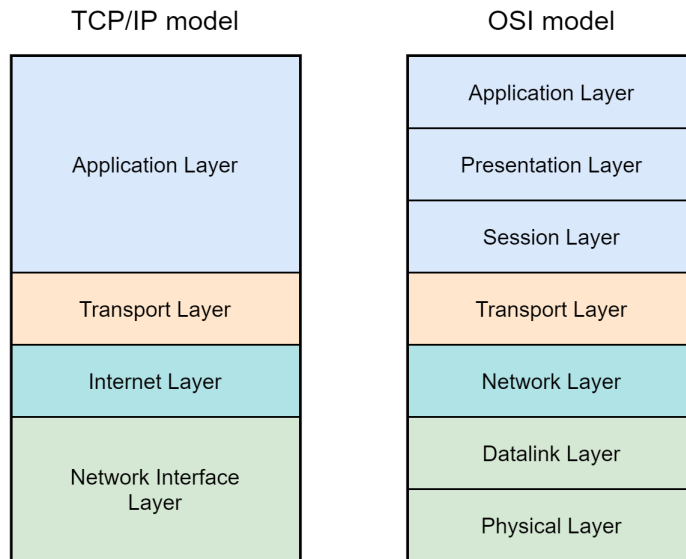 TCP/IP model
Application Layer
Transport Layer
Internet Layer
Network Interface
Layer
OSI model
Application Layer
Presentation Layer
Session Layer
Transport Layer
Network Layer
Datalink Layer
Physical Layer